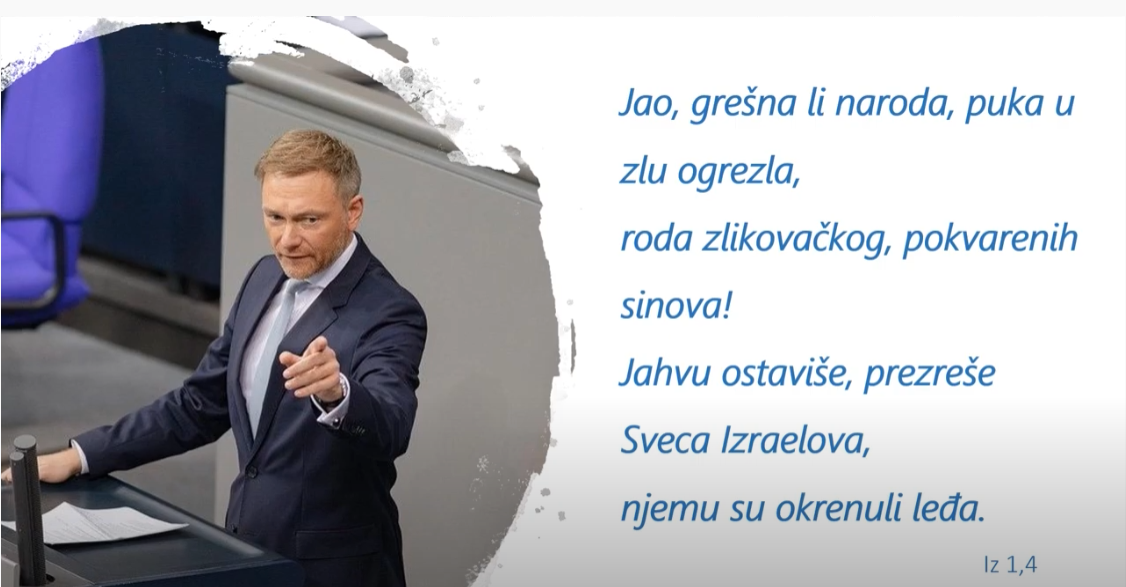 Jao, grešna li naroda, puka u
zlu ogrezla,
roda zlikovačkog, pokvarenih
sinova!
Jahvu ostaviše, prezreše
Sveca Izraelova,
njemu su okrenuli leđa.
Iz 1,4